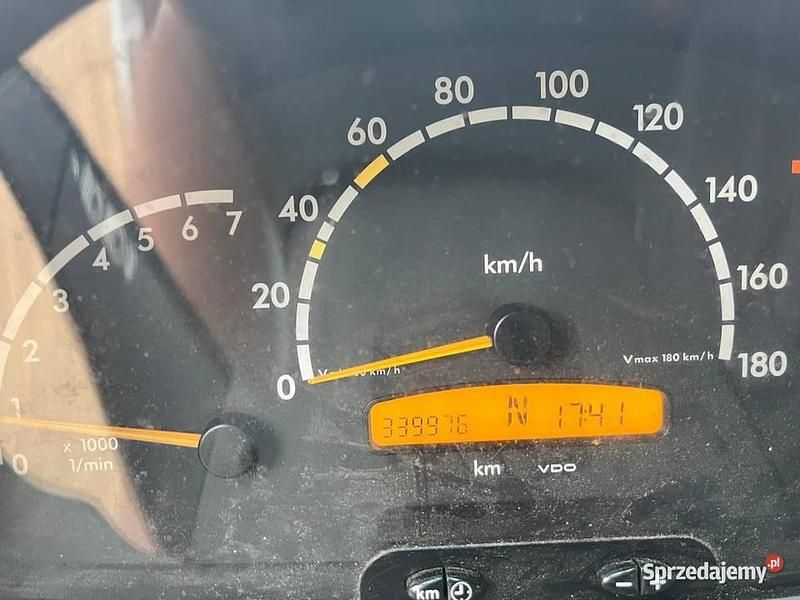 0 1 2 3 4 5 6 7
x 1000
1/min
0 20 40 60 80 100 120 140 160 180
km/h
km/h
Vmax 180 km/h
339976 N 17:41
km VDO
km - +
Sprzedajemy.pl